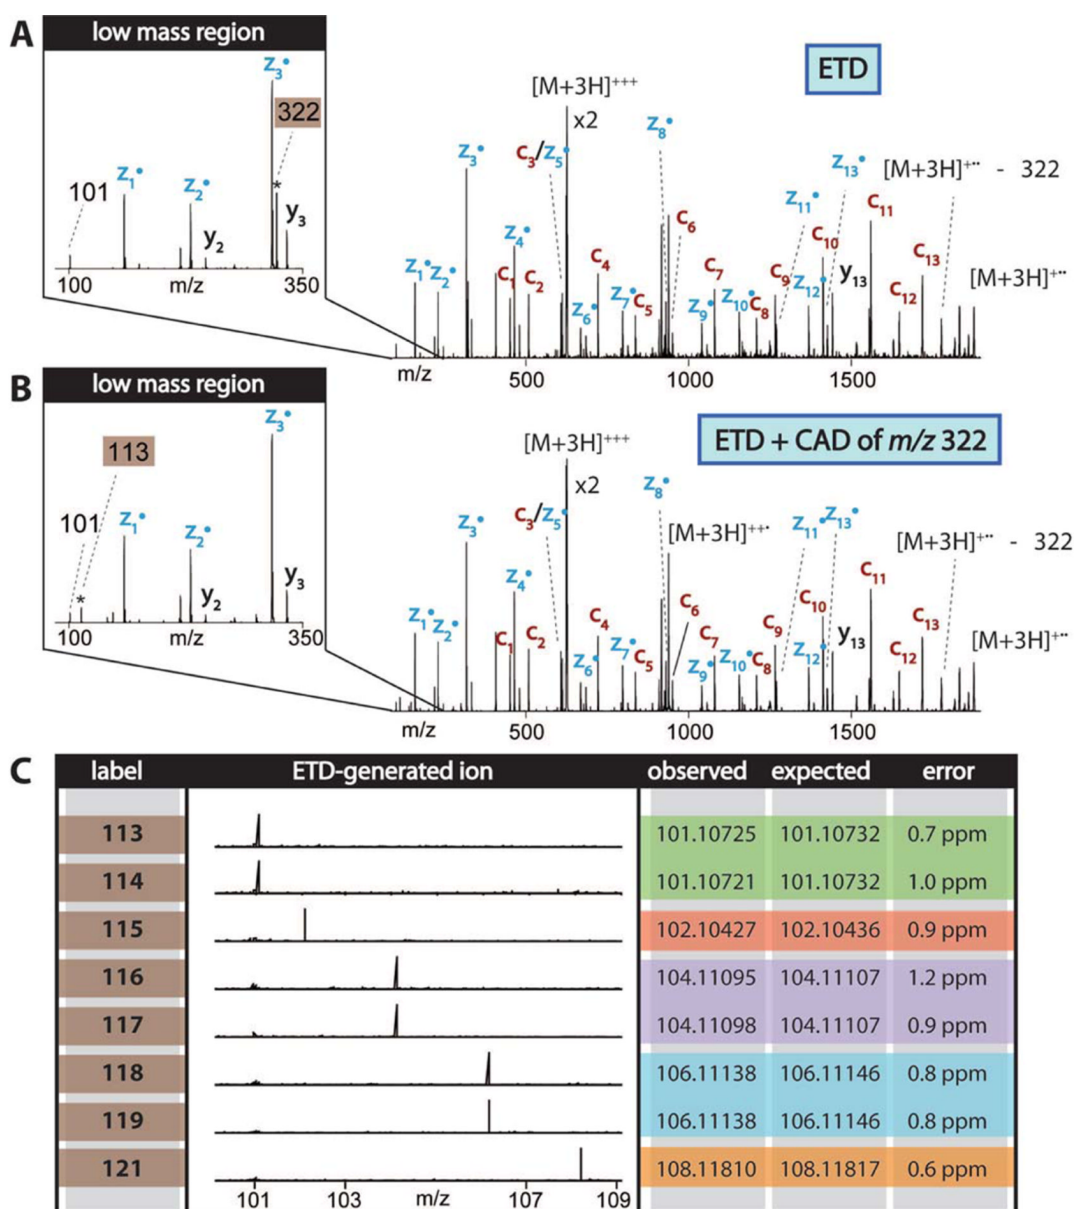 A
low mass region
ETD
z3•
322
101
z1•
z2•
*
y2
y3
100
m/z
350
[M+3H]+++
x2
z8•
z3•
c3/z5•
z13•
[M+3H]+•• - 322
z11•
c6
c11
z4•
c4
c10
z1•
z2•
c1
c2
c7
c9
z12•
y13
c13
[M+3H]+••
z6•
z7•
c5
z9•
z10•
c8
c12
m/z
500
1000
1500
B
low mass region
ETD + CAD of m/z 322
z3•
113
101
z1•
z2•
*
y2
y3
100
m/z
350
[M+3H]+++
x2
z8•
z3•
c3/z5•
[M+3H]++•
z11•
z13•
[M+3H]+•• - 322
z4•
c4
c6
c10
c11
z1•
z2•
c1
c2
c7
c9
y13
c13
[M+3H]+••
z6•
z7•
c5
z9•
z10•
c8
z12•
c12
m/z
500
1000
1500
C
label ETD-generated ion observed expected error
113 101.10725 101.10732 0.7 ppm
114 101.10721 101.10732 1.0 ppm
115 102.10427 102.10436 0.9 ppm
116 104.11095 104.11107 1.2 ppm
117 104.11098 104.11107 0.9 ppm
118 106.11138 106.11146 0.8 ppm
119 106.11138 106.11146 0.8 ppm
121 108.11810 108.11817 0.6 ppm
101 103 m/z 107 109